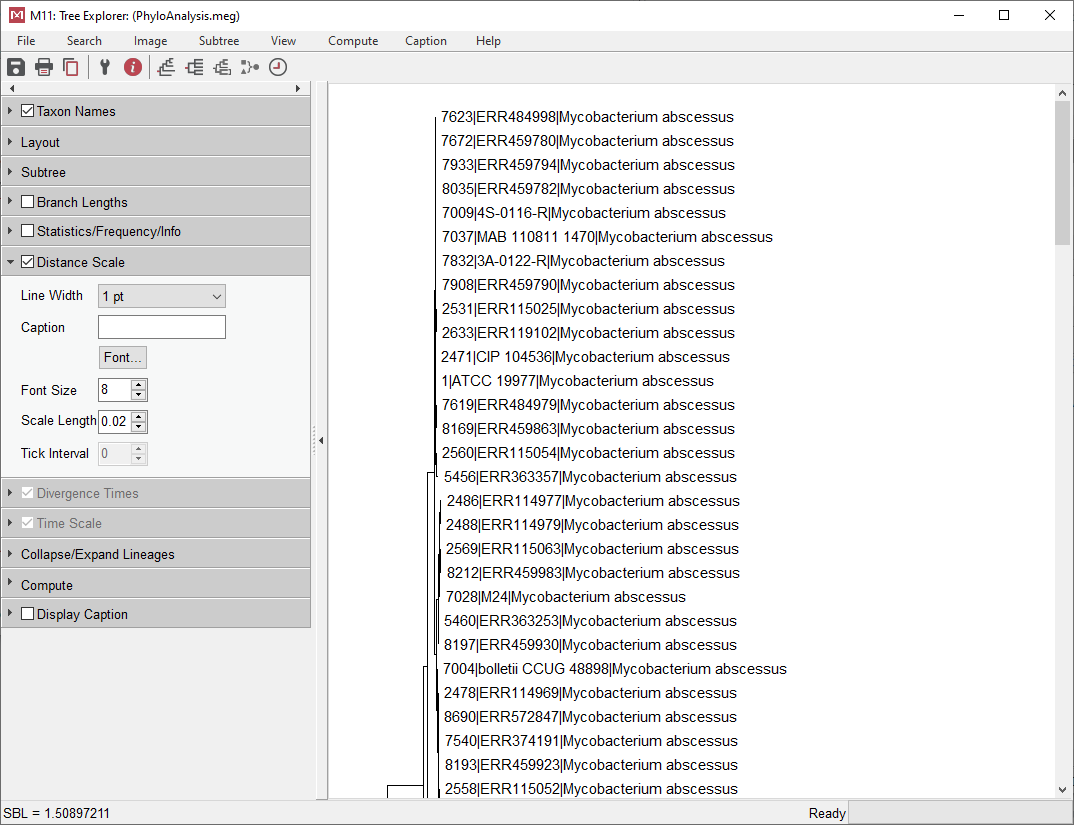 M11: Tree Explorer: (PhyloAnalysis.meg)
File Search Image Subtree View Compute Caption Help
Taxon Names
Layout
Subtree
Branch Lengths
Statistics/Frequency/Info
Distance Scale
Line Width 1 pt
Caption
Font...
Font Size 8
Scale Length 0.02
Tick Interval 0
Divergence Times
Time Scale
Collapse/Expand Lineages
Compute
Display Caption
7623|ERR484998|Mycobacterium abscessus
7672|ERR459780|Mycobacterium abscessus
7933|ERR459794|Mycobacterium abscessus
8035|ERR459782|Mycobacterium abscessus
7009|4S-0116-R|Mycobacterium abscessus
7037|MAB 110811 1470|Mycobacterium abscessus
7832|3A-0122-R|Mycobacterium abscessus
7908|ERR459790|Mycobacterium abscessus
2531|ERR115025|Mycobacterium abscessus
2633|ERR119102|Mycobacterium abscessus
2471|CIP 104536|Mycobacterium abscessus
1|ATCC 19977|Mycobacterium abscessus
7619|ERR484979|Mycobacterium abscessus
8169|ERR459863|Mycobacterium abscessus
2560|ERR115054|Mycobacterium abscessus
5456|ERR363357|Mycobacterium abscessus
2486|ERR114977|Mycobacterium abscessus
2488|ERR114979|Mycobacterium abscessus
2569|ERR115063|Mycobacterium abscessus
8212|ERR459983|Mycobacterium abscessus
7028|M24|Mycobacterium abscessus
5460|ERR363253|Mycobacterium abscessus
8197|ERR459930|Mycobacterium abscessus
7004|bolletii CCUG 48898|Mycobacterium abscessus
2478|ERR114969|Mycobacterium abscessus
8690|ERR572847|Mycobacterium abscessus
7540|ERR374191|Mycobacterium abscessus
8193|ERR459923|Mycobacterium abscessus
2558|ERR115052|Mycobacterium abscessus
SBL = 1.50897211
Ready